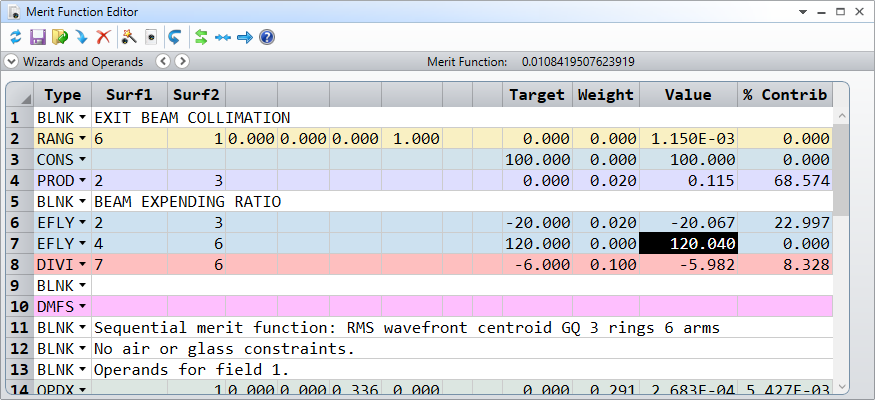 Merit Function Editor
Wizards and Operands Merit Function: 0.0108419507623919
Type Surf1 Surf2 Target Weight Value % Contrib
1 BLNK EXIT BEAM COLLIMATION
2 RANG 6 1 0.000 0.000 0.000 1.000 0.000 0.000 1.150E-03 0.000
3 CONS 100.000 0.000 100.000 0.000
4 PROD 2 3 0.000 0.020 0.115 68.574
5 BLNK BEAM EXPENDING RATIO
6 EFLY 2 3 -20.000 0.020 -20.067 22.997
7 EFLY 4 6 120.000 0.000 120.040 0.000
8 DIVI 7 6 -6.000 0.100 -5.982 8.328
9 BLNK
10 DMFS
11 BLNK Sequential merit function: RMS wavefront centroid GQ 3 rings 6 arms
12 BLNK No air or glass constraints.
13 BLNK Operands for field 1.
14 OPDX 1 0.000 0.000 0.336 0.000 0.000 0.291 2.683E-04 5.427E-03